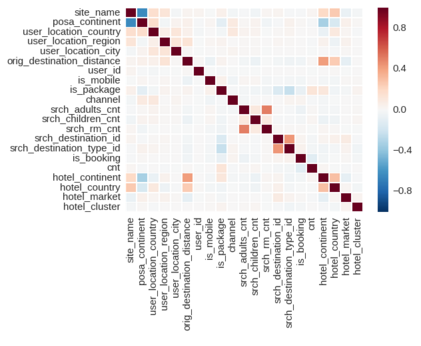 site_name
posa_continent
user_location_country
user_location_region
user_location_city
orig_destination_distance
user_id
is_mobile
is_package
channel
srch_adults_cnt
srch_children_cnt
srch_rm_cnt
srch_destination_id
srch_destination_type_id
is_booking
cnt
hotel_continent
hotel_country
hotel_market
hotel_cluster
site_name
posa_continent
user_location_country
user_location_region
user_location_city
orig_destination_distance
user_id
is_mobile
is_package
channel
srch_adults_cnt
srch_children_cnt
srch_rm_cnt
srch_destination_id
srch_destination_type_id
is_booking
cnt
hotel_continent
hotel_country
hotel_market
hotel_cluster
0.8
0.4
0.0
−0.4
−0.8